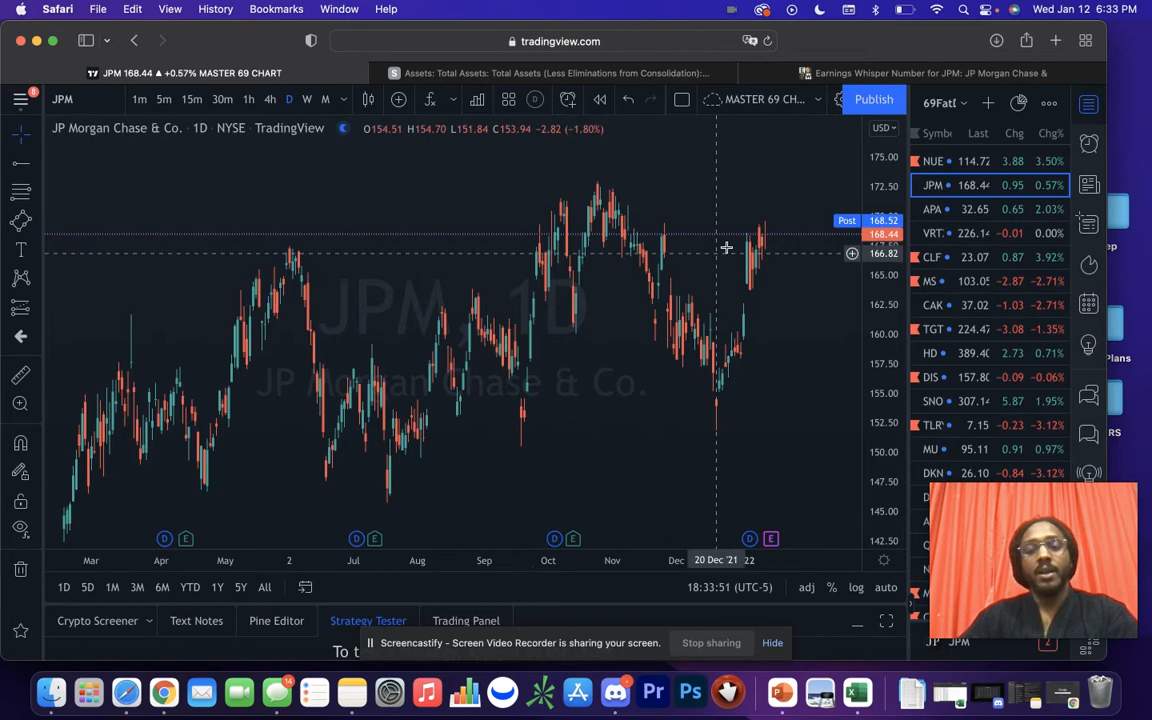 Safari File Edit View History Bookmarks Window Help Wed Jan 12 6:33 PM
tradingview.com
JPM 168.44 ▲ +0.57% MASTER 69 CHART
Assets: Total Assets: Total Assets (Less Eliminations from Consolidation):...
Earnings Whisper Number for JPM: JP Morgan Chase &
8
JPM 1m 5m 15m 30m 1h 4h D W M MASTER 69 CH... Publish
JP Morgan Chase & Co. · 1D · NYSE · TradingView O154.51 H154.70 L151.84 C153.94 -2.82 (-1.80%)
USD
175.00
172.50
Post 168.52
168.44
166.82
165.00
162.50
160.00
157.50
155.00
152.50
150.00
147.50
145.00
142.50
JPM, 1D
JP Morgan Chase & Co.
D E D E D E D E
Mar Apr May 2 Jul Aug Sep Oct Nov Dec 20 Dec '21 22
1D 5D 1M 3M 6M YTD 1Y 5Y All 18:33:51 (UTC-5) adj % log auto
Crypto Screener Text Notes Pine Editor Strategy Tester Trading Panel
Screencastify - Screen Video Recorder is sharing your screen. Stop sharing Hide
To t
Symbo Last Chg Chg%
NUE 114.72 3.88 3.50%
JPM 168.44 0.95 0.57%
APA 32.65 0.65 2.03%
VRT. 226.14 -0.01 0.00%
CLF 23.07 0.87 3.92%
MS 103.05 -2.87 -2.71%
CAK 37.02 -1.03 -2.71%
TGT 224.47 -3.08 -1.35%
HD 389.40 2.73 0.71%
DIS 157.80 -0.09 -0.06%
SNO 307.14 5.87 1.95%
TLR 7.15 -0.23 -3.12%
MU 95.11 0.91 0.97%
DKN 26.10 -0.84 -3.12%
JPM 2
ep
Plans
RS
14
Pr Ps